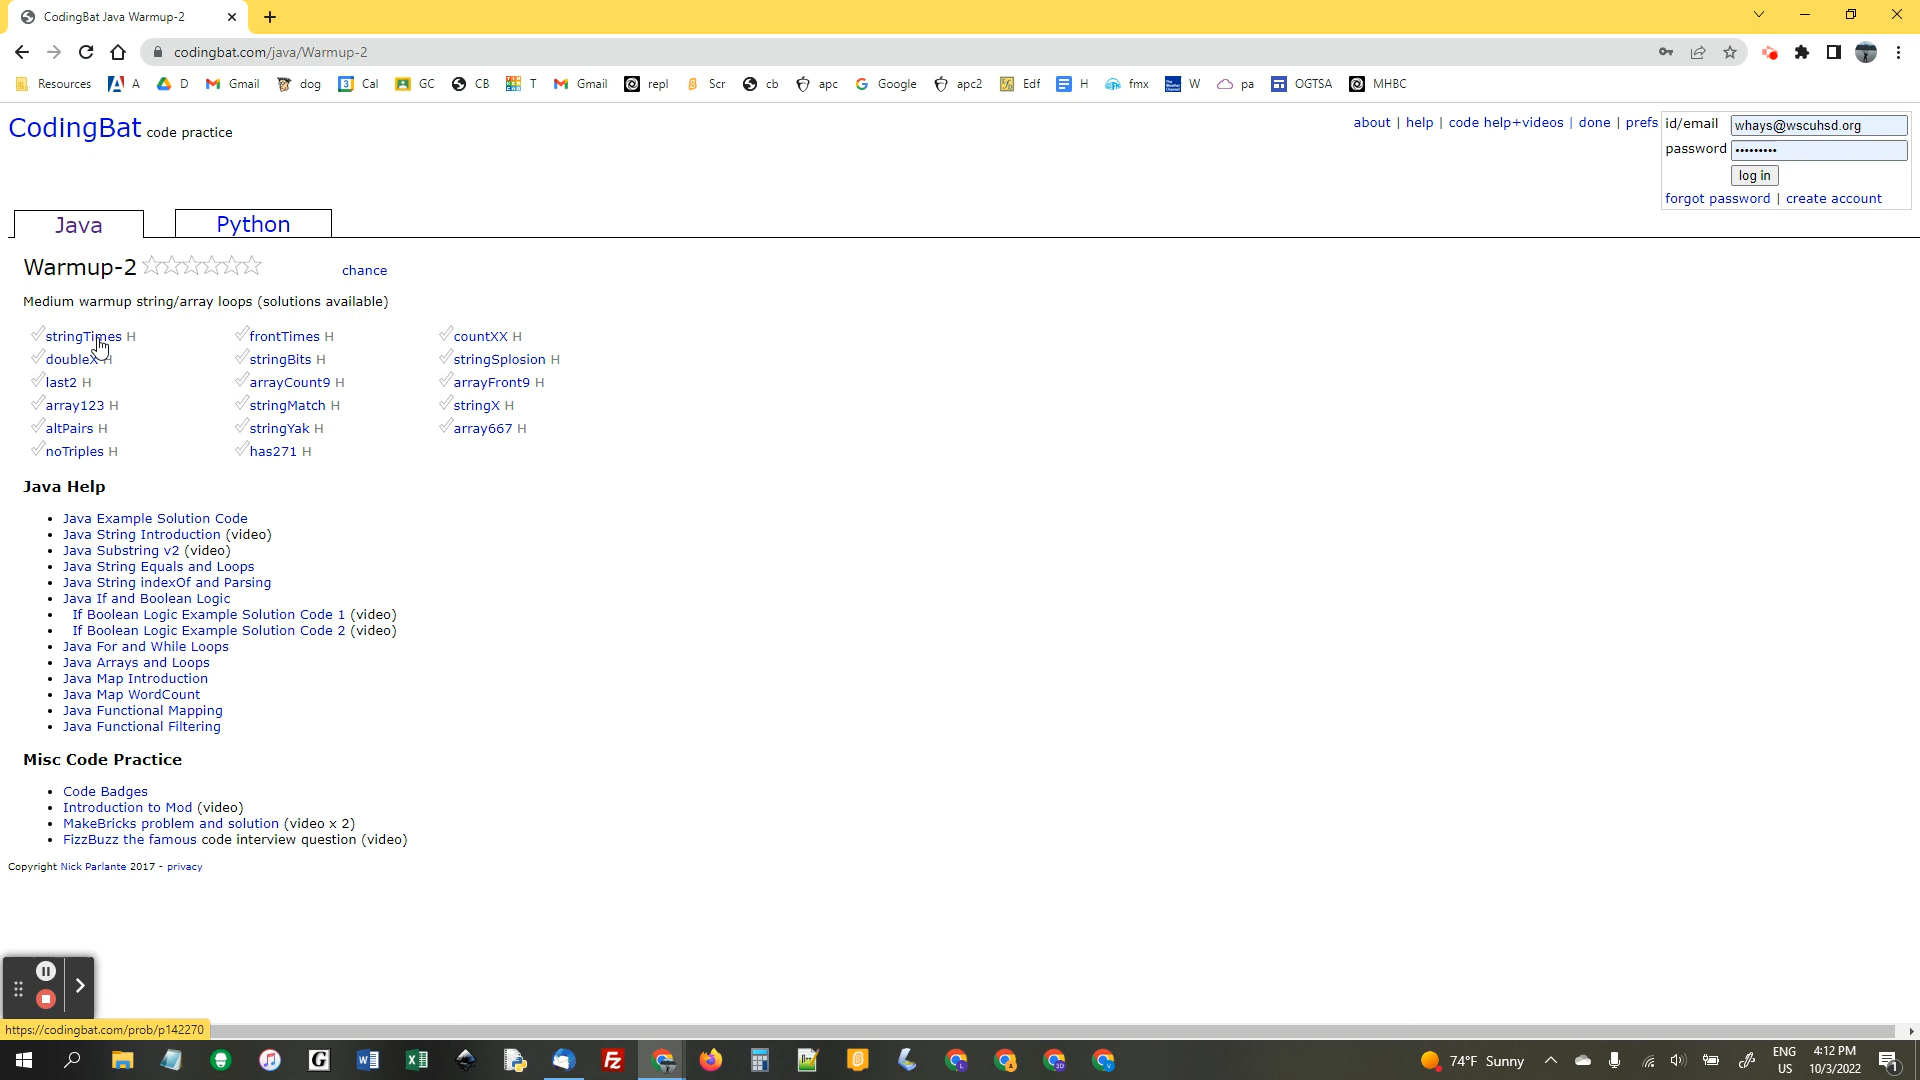 CodingBat Java Warmup-2
codingbat.com/java/Warmup-2
Resources A D Gmail dog Cal GC CB T Gmail repl Scr cb apc Google apc2 Edf H fmx W pa OGTSA MHBC
CodingBat code practice
about | help | code help+videos | done | prefs
id/email whays@wscuhsd.org
password •••••••••
log in
forgot password | create account
Java Python
Warmup-2 chance
Medium warmup string/array loops (solutions available)
stringTimes H frontTimes H countXX H
doubleX H stringBits H stringSplosion H
last2 H arrayCount9 H arrayFront9 H
array123 H stringMatch H stringX H
altPairs H stringYak H array667 H
noTriples H has271 H
Java Help
• Java Example Solution Code
• Java String Introduction (video)
• Java Substring v2 (video)
• Java String Equals and Loops
• Java String indexOf and Parsing
• Java If and Boolean Logic
• If Boolean Logic Example Solution Code 1 (video)
• If Boolean Logic Example Solution Code 2 (video)
• Java For and While Loops
• Java Arrays and Loops
• Java Map Introduction
• Java Map WordCount
• Java Functional Mapping
• Java Functional Filtering
Misc Code Practice
• Code Badges
• Introduction to Mod (video)
• MakeBricks problem and solution (video x 2)
• FizzBuzz the famous code interview question (video)
Copyright Nick Parlante 2017 - privacy
https://codingbat.com/prob/p142270
74°F Sunny
ENG
US
4:12 PM
10/3/2022
1